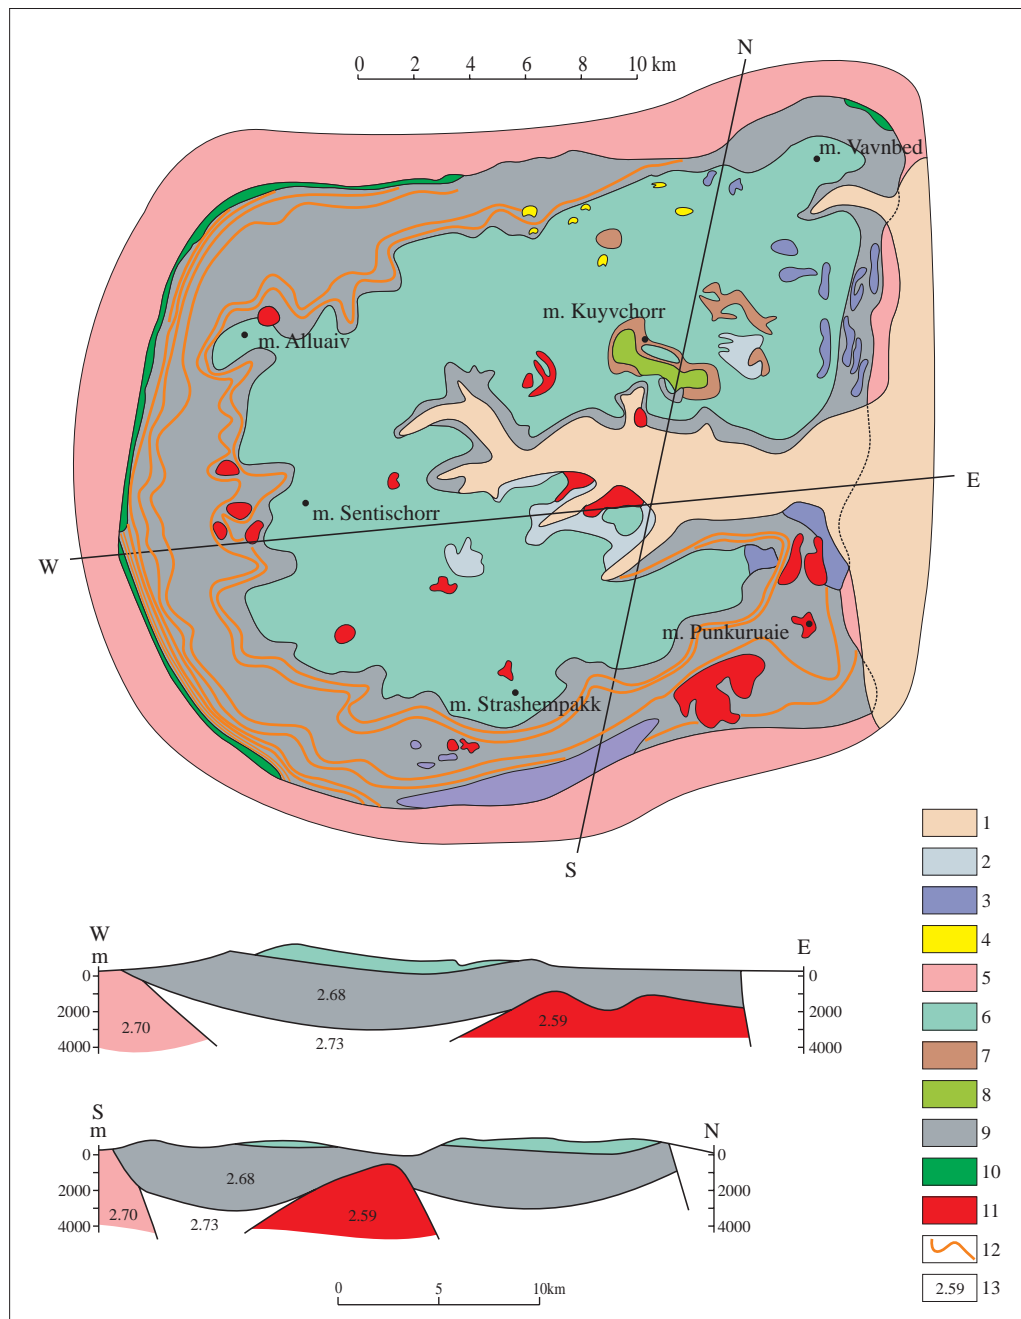 N
0 2 4 6 8 10 km
m. Vavnbed
m. Kuyvchorr
m. Alluaiv
E
m. Sentischorr
W
m. Punkuruaie
m. Strashempakk
S
1
2
3
4
5
6
7
8
9
10
11
12
2.59 13
W E
m m
0 0
2.68
2000 2000
2.70 2.59
2.73
4000 4000
S N
m m
0 0
2.68
2000 2000
2.70 2.59
2.73
4000 4000
0 5 10km